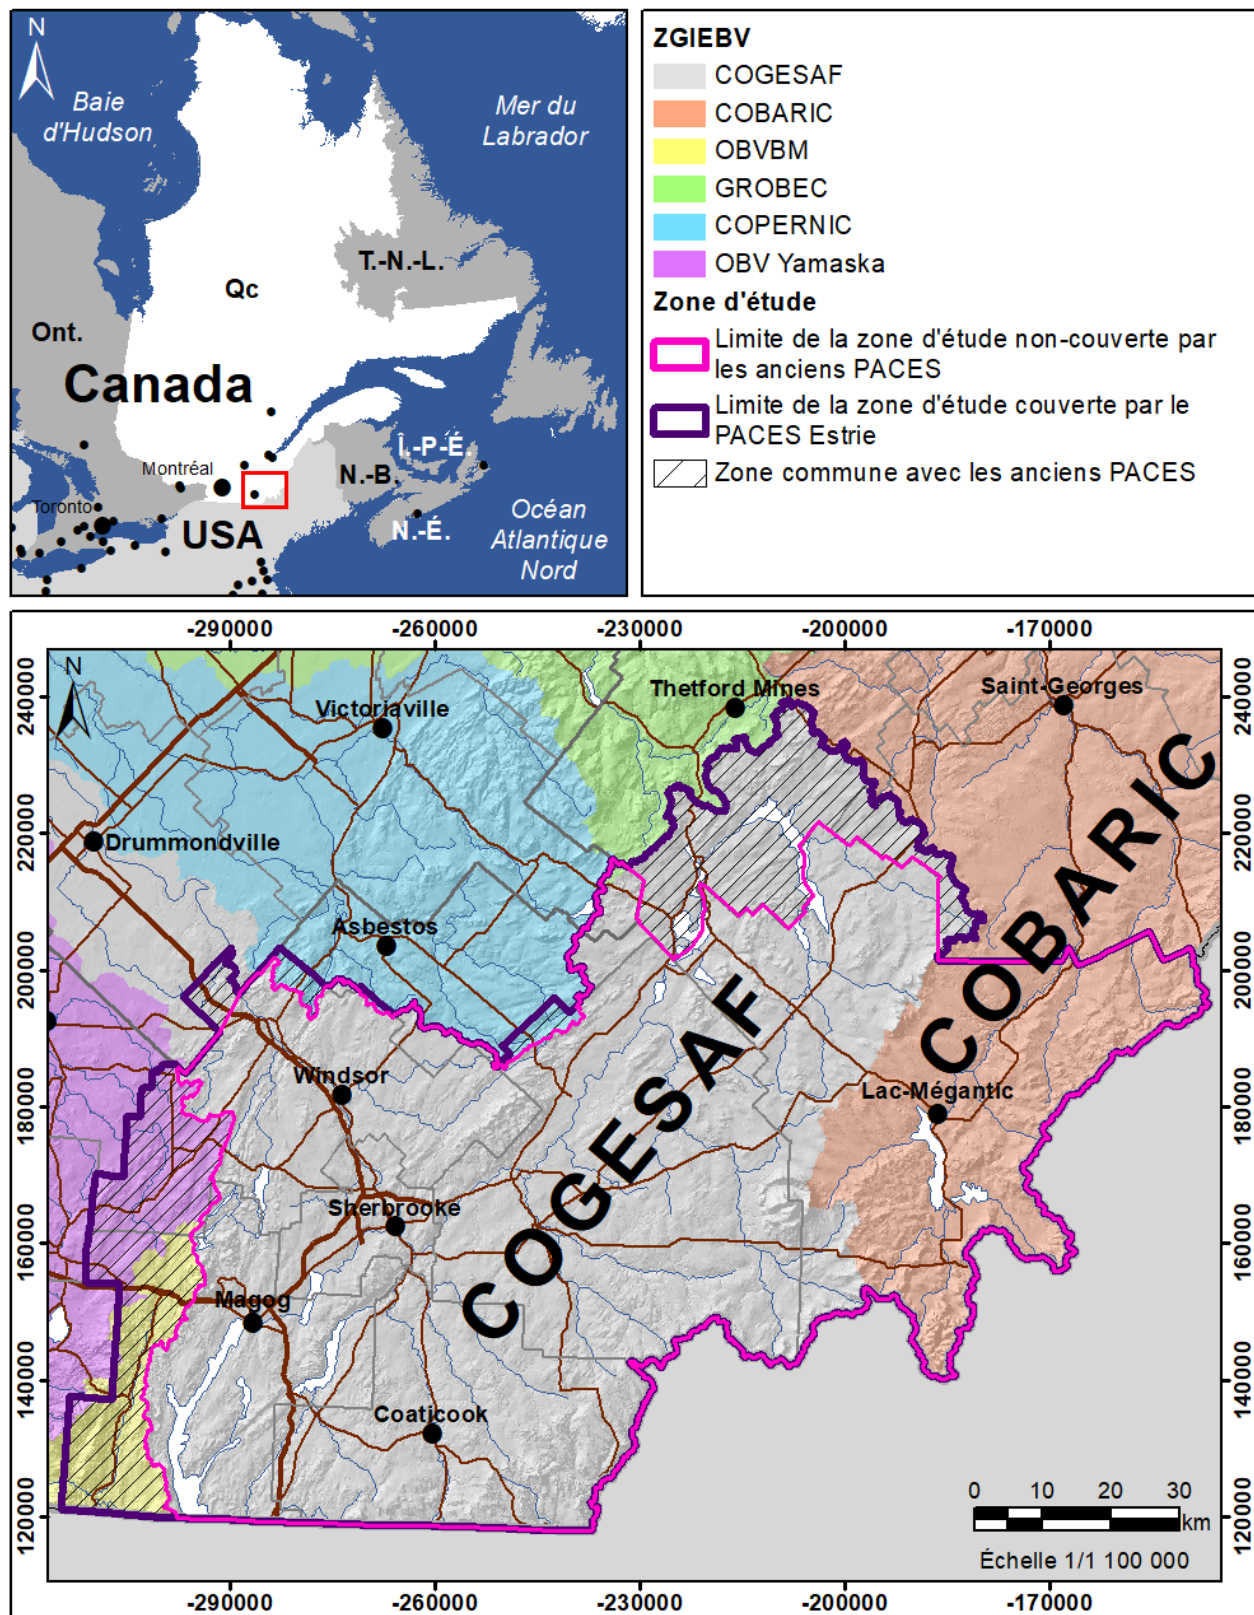 N
Baie
d'Hudson
Mer du
Labrador
T.-N.-L.
Qc
Ont.
Canada
Montréal
Î.-P.-É.
N.-B.
Toronto
USA
N.-É.
Océan
Atlantique
Nord
ZGIEBV
COGESAF
COBARIC
OBVBM
GROBEC
COPERNIC
OBV Yamaska
Zone d'étude
Limite de la zone d'étude non-couverte par
les anciens PACES
Limite de la zone d'étude couverte par le
PACES Estrie
Zone commune avec les anciens PACES
-290000 -260000 -230000 -200000 -170000
N
240000 240000
Thetford Mines
Saint-Georges
Victoriaville
220000 220000
Drummondville
Asbestos
COBARIC
200000 200000
COGESAF
Windsor
Lac-Mégantic
180000 180000
Sherbrooke
160000 160000
Magog
140000 140000
Coaticook
120000 120000
0 10 20 30
km
Échelle 1/1 100 000
-290000 -260000 -230000 -200000 -170000